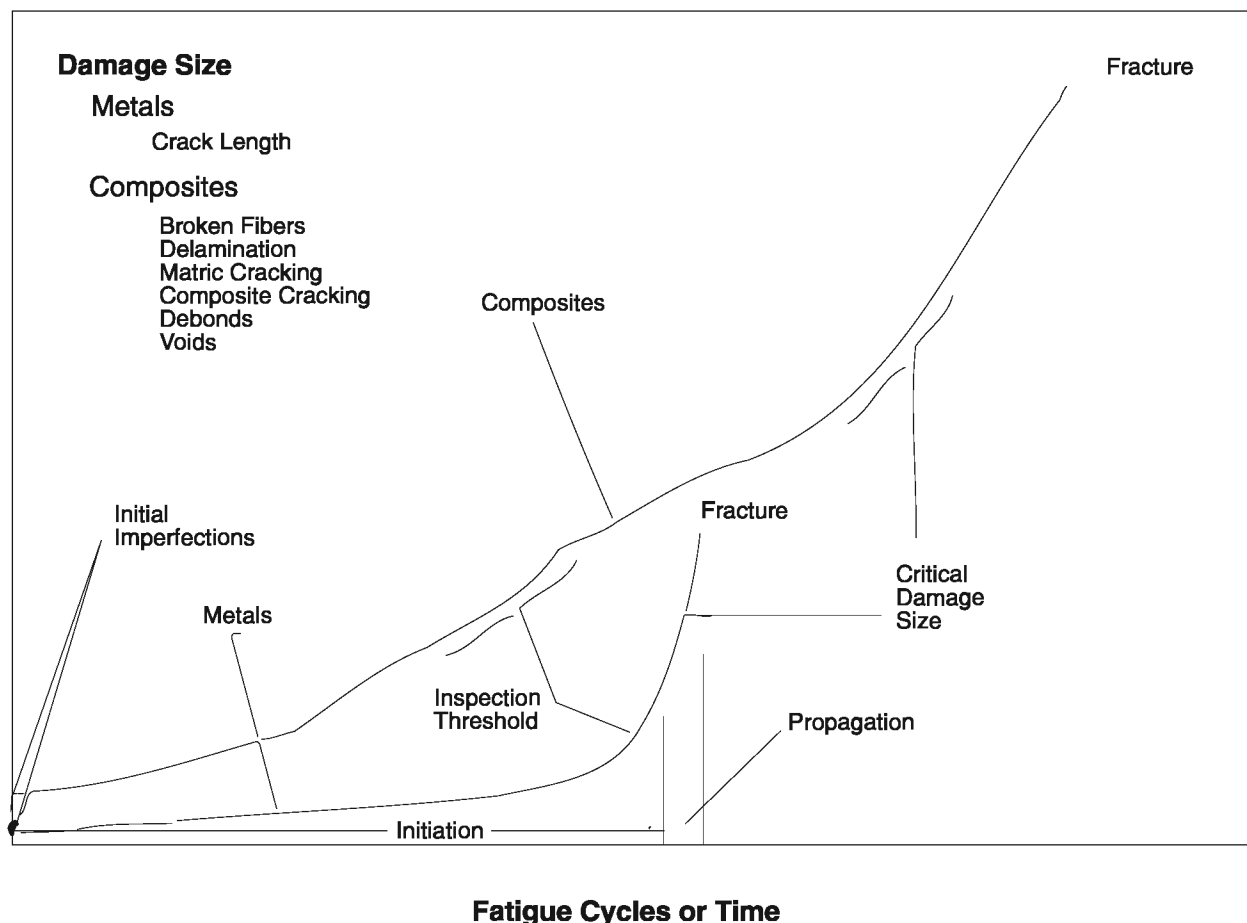 Damage Size
Metals
Crack Length
Composites
Broken Fibers
Delamination
Matric Cracking
Composite Cracking
Debonds
Voids
Fracture
Composites
Initial
Imperfections
Metals
Fracture
Critical
Damage
Size
Inspection
Threshold
Propagation
Initiation
Fatigue Cycles or Time